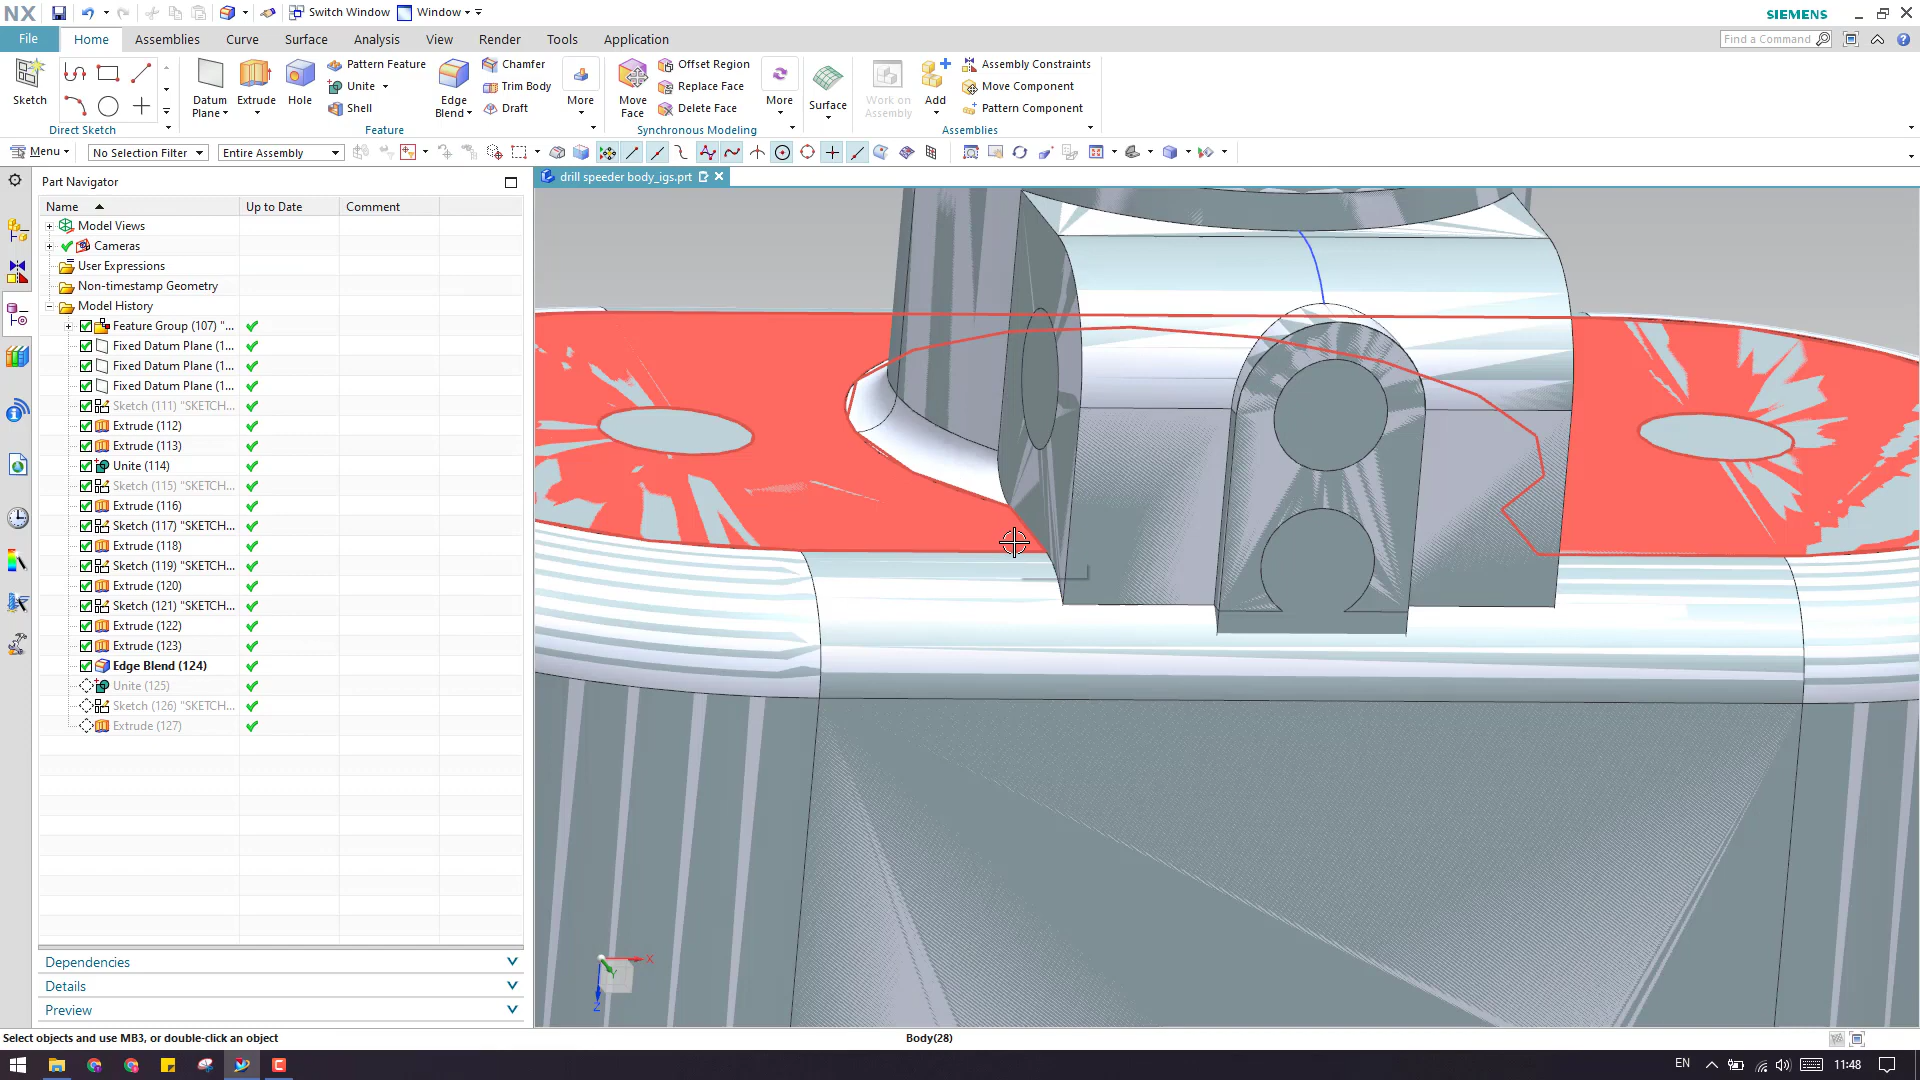 NX
Switch Window
Window
SIEMENS
File
Home
Assemblies
Curve
Surface
Analysis
View
Render
Tools
Application
Find a Command
Sketch
Direct Sketch
Datum Plane
Extrude
Hole
Pattern Feature
Unite
Shell
Edge Blend
Chamfer
Trim Body
Draft
More
Feature
Move Face
Offset Region
Replace Face
Delete Face
More
Synchronous Modeling
Surface
Work on Assembly
Add
Assembly Constraints
Move Component
Pattern Component
Assemblies
Menu
No Selection Filter
Entire Assembly
Part Navigator
drill speeder body_igs.prt
Name
Up to Date
Comment
Model Views
Cameras
User Expressions
Non-timestamp Geometry
Model History
Feature Group (107) "...
Fixed Datum Plane (1...
Fixed Datum Plane (1...
Fixed Datum Plane (1...
Sketch (111) "SKETCH...
Extrude (112)
Extrude (113)
Unite (114)
Sketch (115) "SKETCH...
Extrude (116)
Sketch (117) "SKETCH...
Extrude (118)
Sketch (119) "SKETCH...
Extrude (120)
Sketch (121) "SKETCH...
Extrude (122)
Extrude (123)
Edge Blend (124)
Unite (125)
Sketch (126) "SKETCH...
Extrude (127)
X
Y
Z
Dependencies
Details
Preview
Select objects and use MB3, or double-click an object
Body(28)
EN
11:48